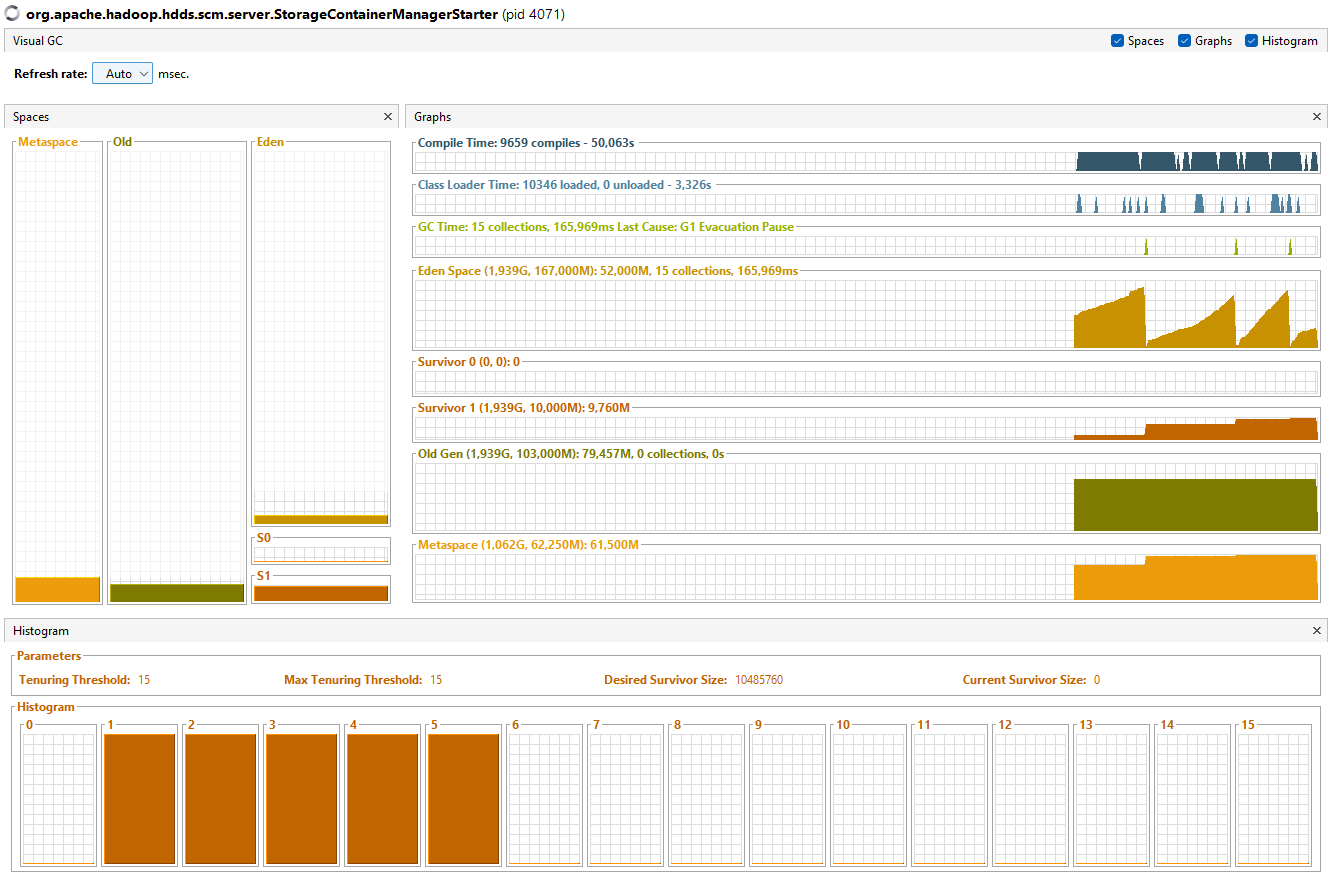 org.apache.hadoop.hdds.scm.server.StorageContainerManagerStarter (pid 4071)
Visual GC
Spaces Graphs Histogram
Refresh rate: Auto msec.
Spaces
Metaspace Old Eden
S0
S1
Graphs
Compile Time: 9659 compiles - 50,063s
Class Loader Time: 10346 loaded, 0 unloaded - 3,326s
GC Time: 15 collections, 165,969ms Last Cause: G1 Evacuation Pause
Eden Space (1,939G, 167,000M): 52,000M, 15 collections, 165,969ms
Survivor 0 (0, 0): 0
Survivor 1 (1,939G, 10,000M): 9,760M
Old Gen (1,939G, 103,000M): 79,457M, 0 collections, 0s
Metaspace (1,062G, 62,250M): 61,500M
Histogram
Parameters
Tenuring Threshold: 15 Max Tenuring Threshold: 15 Desired Survivor Size: 10485760 Current Survivor Size: 0
Histogram
0 1 2 3 4 5 6 7 8 9 10 11 12 13 14 15